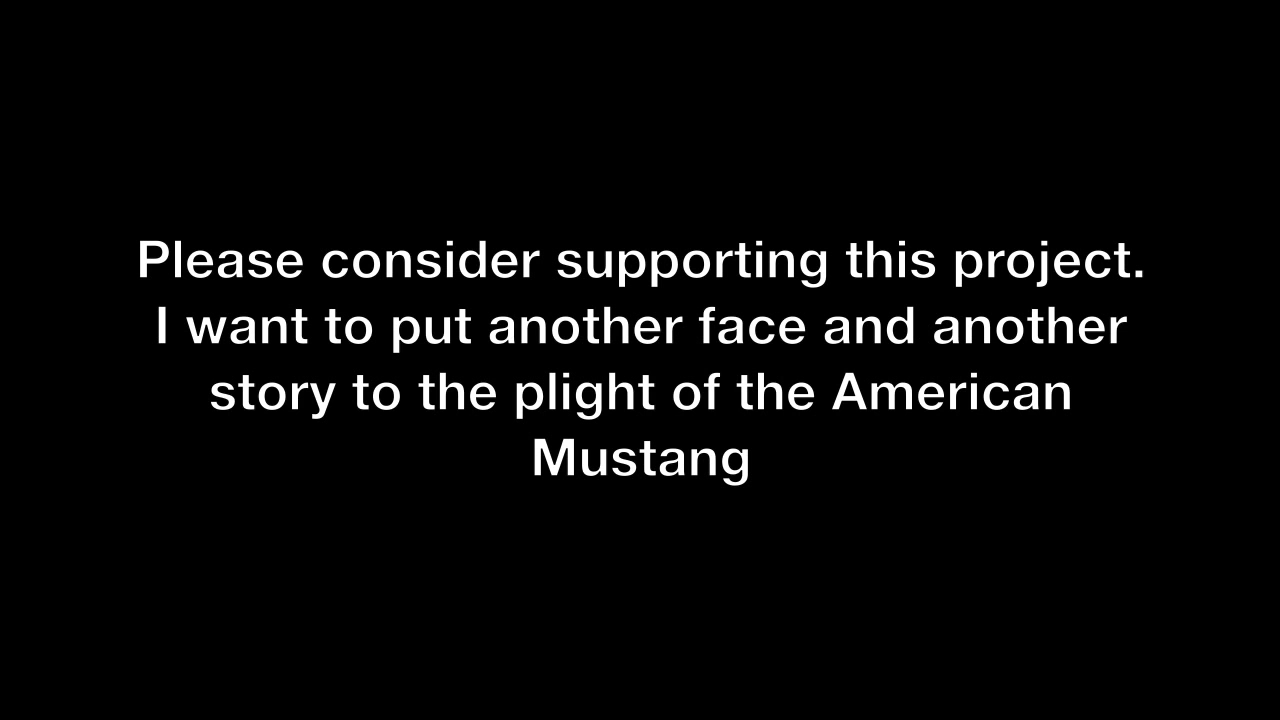 Please consider supporting this project.
I want to put another face and another
story to the plight of the American
Mustang